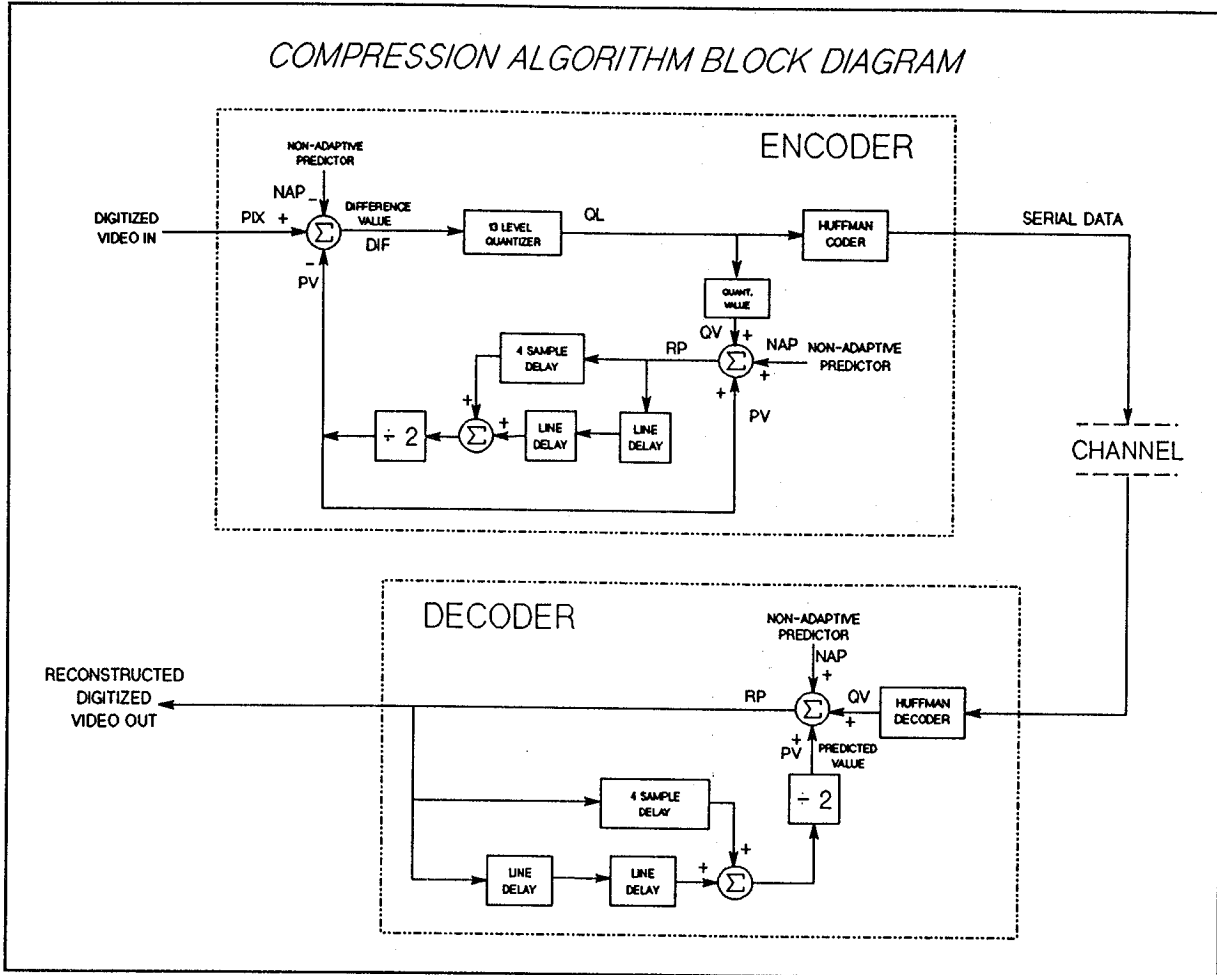 COMPRESSION ALGORITHM BLOCK DIAGRAM
ENCODER
NON-ADAPTIVE
PREDICTOR
NAP
−
DIGITIZED
VIDEO IN
PIX +
Σ
−
PV
DIFFERENCE
VALUE
DIF
13 LEVEL
QUANTIZER
QL
HUFFMAN
CODER
SERIAL DATA
QUANT.
VALUE
QV +
Σ
+
NAP
NON-ADAPTIVE
PREDICTOR
+
PV
RP
4 SAMPLE
DELAY
LINE
DELAY
LINE
DELAY
+
+
Σ
÷ 2
CHANNEL
DECODER
NON-ADAPTIVE
PREDICTOR
NAP
+
HUFFMAN
DECODER
QV
+
Σ
+
PV
PREDICTED
VALUE
RP
RECONSTRUCTED
DIGITIZED
VIDEO OUT
÷ 2
4 SAMPLE
DELAY
LINE
DELAY
LINE
DELAY
+
+
Σ